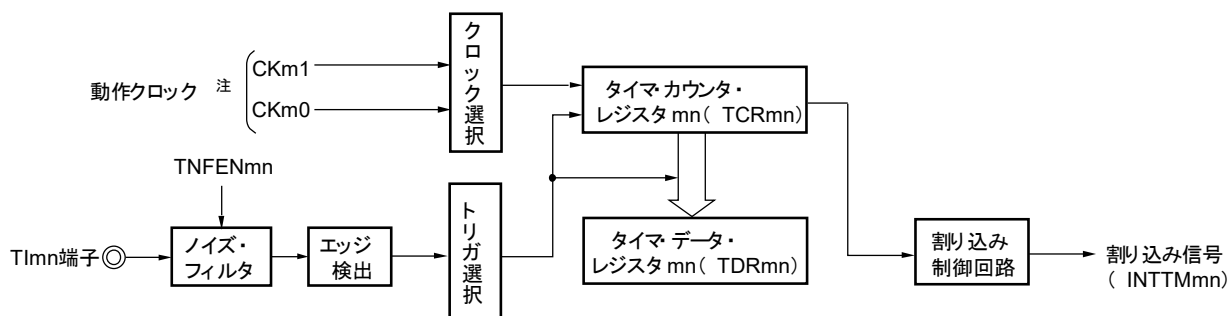 動作クロック 注
CKm1
CKm0
クロック選択
タイマ・カウンタ・
レジスタ mn( TCRmn)
TNFENmn
TImn端子
ノイズ・
フィルタ
エッジ
検出
トリガ選択
タイマ・データ・
レジスタ mn( TDRmn)
割り込み
制御回路
割り込み信号
( INTTMmn)